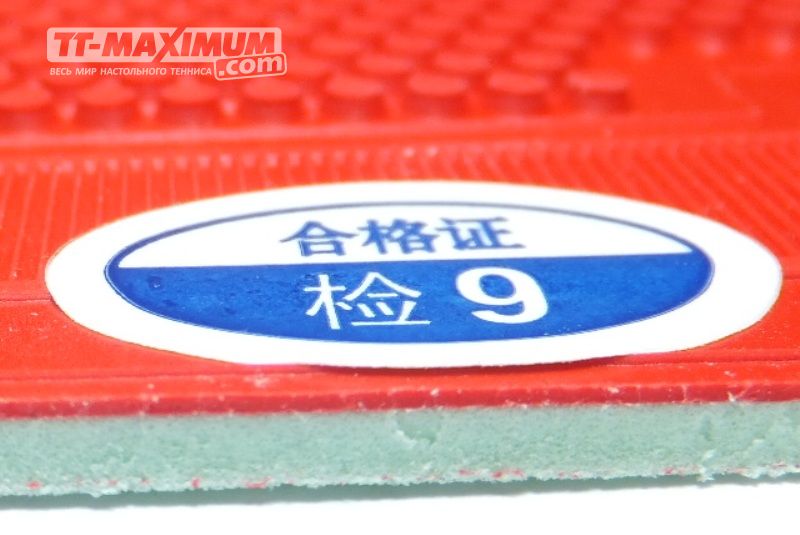 TT-MAXIMUM
.com
ВЕСЬ МИР НАСТОЛЬНОГО ТЕННИСА
合格证
检9